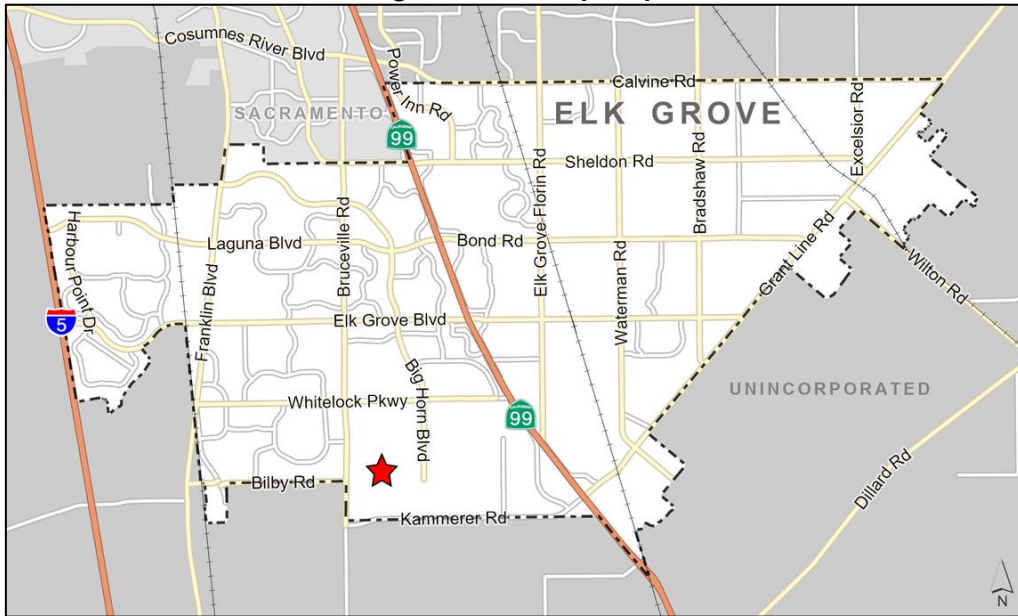 Cosumnes River Blvd
Power Inn Rd
Calvine Rd
SACRAMENTO
CALIFORNIA
99
ELK GROVE
Excelsior Rd
Sheldon Rd
Bradshaw Rd
Elk Grove Florin Rd
Bruceville Rd
Harbour Point Dr
Laguna Blvd
Bond Rd
Waterman Rd
Grant Line Rd
Wilton Rd
Franklin Blvd
5
Elk Grove Blvd
Big Horn Blvd
UNINCORPORATED
Whitelock Pkwy
CALIFORNIA
99
Bilby Rd
Dillard Rd
Kammerer Rd
N